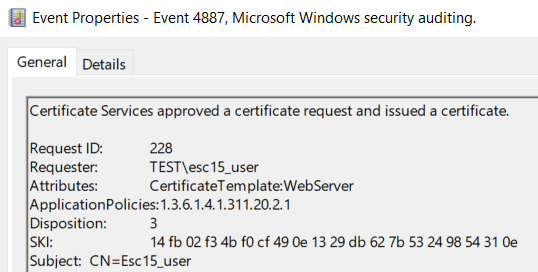 Event Properties - Event 4887, Microsoft Windows security auditing.
General Details
Certificate Services approved a certificate request and issued a certificate.
Request ID: 228
Requester: TEST\esc15_user
Attributes: CertificateTemplate:WebServer
ApplicationPolicies:1.3.6.1.4.1.311.20.2.1
Disposition: 3
SKI: 14 fb 02 f3 4b f0 cf 49 0e 13 29 db 62 7b 53 24 98 54 31 0e
Subject: CN=Esc15_user